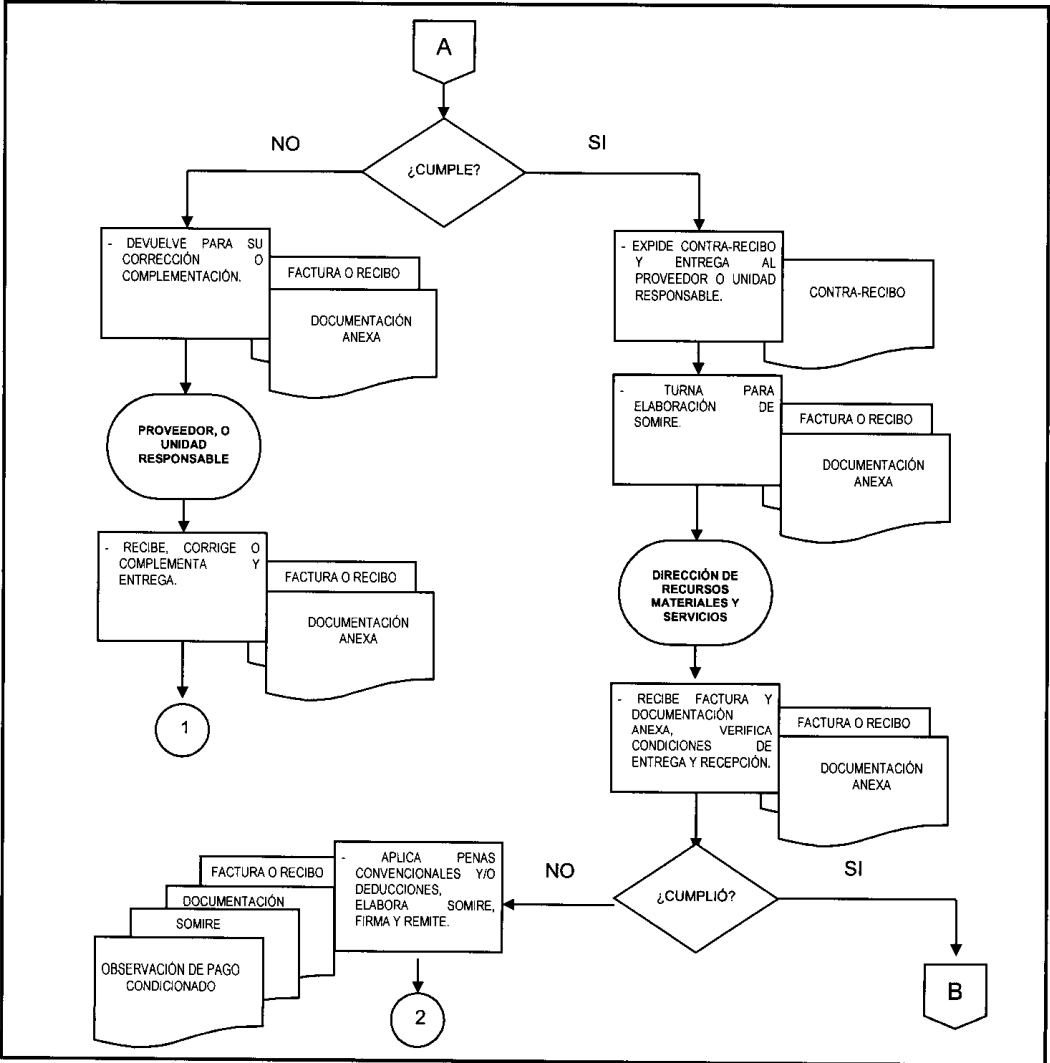 A
NO
SI
¿CUMPLE?
- DEVUELVE PARA SU
CORRECCIÓN O
COMPLEMENTACIÓN.
FACTURA O RECIBO
DOCUMENTACIÓN
ANEXA
PROVEEDOR, O
UNIDAD
RESPONSABLE
- RECIBE, CORRIGE O
COMPLEMENTA Y
ENTREGA.
FACTURA O RECIBO
DOCUMENTACIÓN
ANEXA
1
- EXPIDE CONTRA-RECIBO
Y ENTREGA AL
PROVEEDOR O UNIDAD
RESPONSABLE.
CONTRA-RECIBO
- TURNA PARA
ELABORACIÓN DE
SOMIRE.
FACTURA O RECIBO
DOCUMENTACIÓN
ANEXA
DIRECCIÓN DE
RECURSOS
MATERIALES Y
SERVICIOS
- RECIBE FACTURA Y
DOCUMENTACIÓN
ANEXA, VERIFICA
CONDICIONES DE
ENTREGA Y RECEPCIÓN.
FACTURA O RECIBO
DOCUMENTACIÓN
ANEXA
¿CUMPLIÓ?
NO
SI
- APLICA PENAS
CONVENCIONALES Y/O
DEDUCCIONES,
ELABORA SOMIRE,
FIRMA Y REMITE.
FACTURA O RECIBO
DOCUMENTACIÓN
SOMIRE
OBSERVACIÓN DE PAGO
CONDICIONADO
2
B